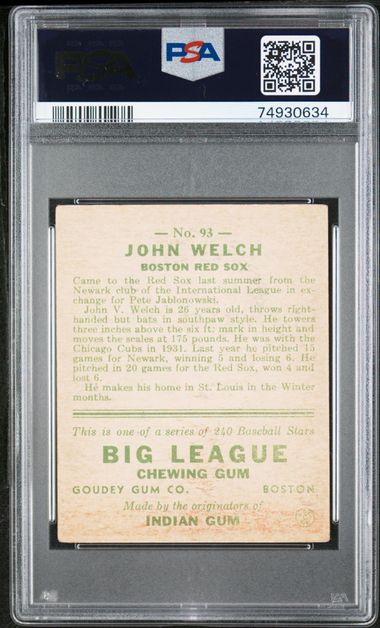 PSA
PSA
74930634
— No. 93 —
JOHN WELCH
BOSTON RED SOX
Came to the Red Sox last summer from the
Newark club of the International League in ex-
change for Pete Jablonowski.
John V. Welch is 26 years old, throws right-
handed but bats in southpaw style. He towers
three inches above the six ft. mark in height and
moves the scales at 175 pounds. He was with the
Chicago Cubs in 1931. Last year he pitched 15
games for Newark, winning 5 and losing 6. He
pitched in 20 games for the Red Sox, won 4 and
lost 6.
He makes his home in St. Louis in the Winter
months.
This is one of a series of 240 Baseball Stars
BIG LEAGUE
CHEWING GUM
GOUDEY GUM CO. BOSTON
Made by the originators of
INDIAN GUM